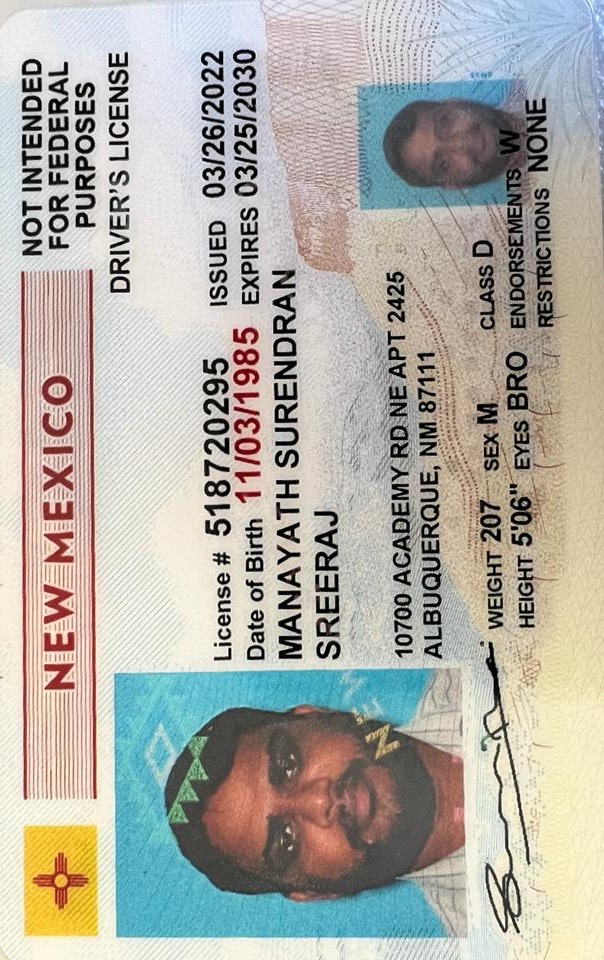 NEW MEXICO
NOT INTENDED
FOR FEDERAL
PURPOSES
DRIVER'S LICENSE
License # 518720295 ISSUED 03/26/2022
Date of Birth 11/03/1985 EXPIRES 03/25/2030
MANAYATH SURENDRAN
SREERAJ
10700 ACADEMY RD NE APT 2425
ALBUQUERQUE, NM 87111
WEIGHT 207 SEX M CLASS D
HEIGHT 5'06" EYES BRO ENDORSEMENTS W
RESTRICTIONS NONE